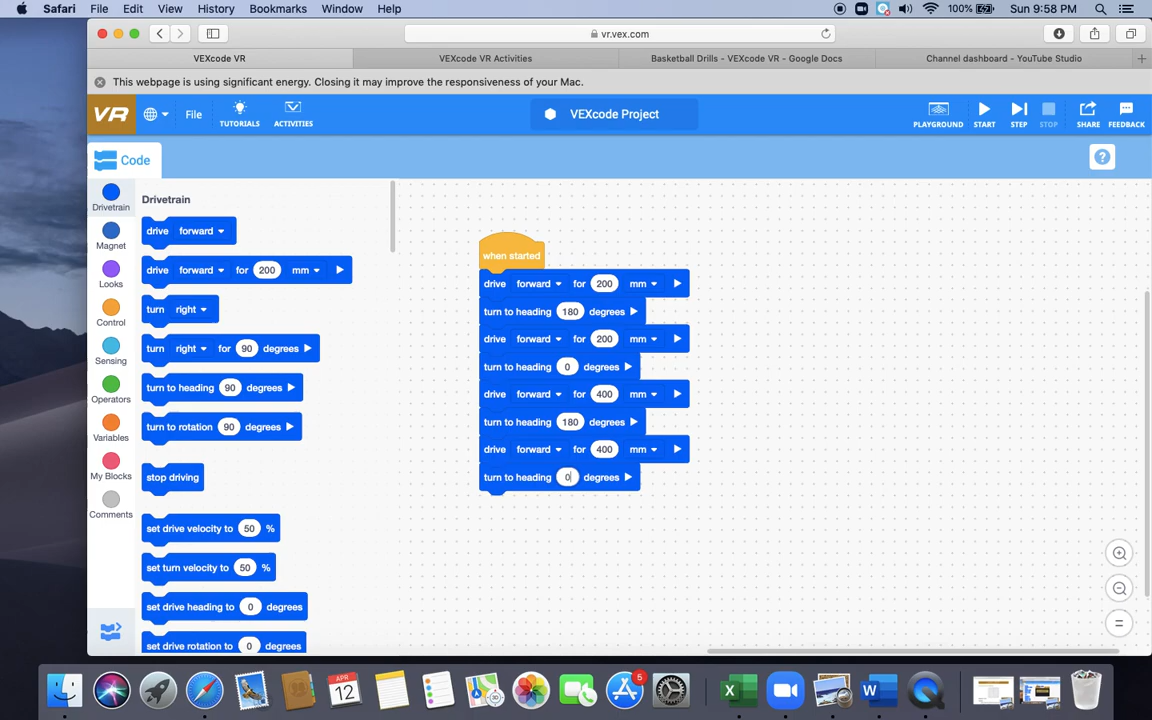 Safari File Edit View History Bookmarks Window Help 100% Sun 9:58 PM
vr.vex.com
VEXcode VR VEXcode VR Activities Basketball Drills - VEXcode VR - Google Docs Channel dashboard - YouTube Studio
This webpage is using significant energy. Closing it may improve the responsiveness of your Mac.
VR File TUTORIALS ACTIVITIES VEXcode Project PLAYGROUND START STEP STOP SHARE FEEDBACK
Code ?
Drivetrain
Magnet
Looks
Control
Sensing
Operators
Variables
My Blocks
Comments
Drivetrain
drive forward
drive forward for 200 mm
turn right
turn right for 90 degrees
turn to heading 90 degrees
turn to rotation 90 degrees
stop driving
set drive velocity to 50 %
set turn velocity to 50 %
set drive heading to 0 degrees
set drive rotation to 0 degrees
when started
drive forward for 200 mm
turn to heading 180 degrees
drive forward for 200 mm
turn to heading 0 degrees
drive forward for 400 mm
turn to heading 180 degrees
drive forward for 400 mm
turn to heading 0 degrees
APR
12
5